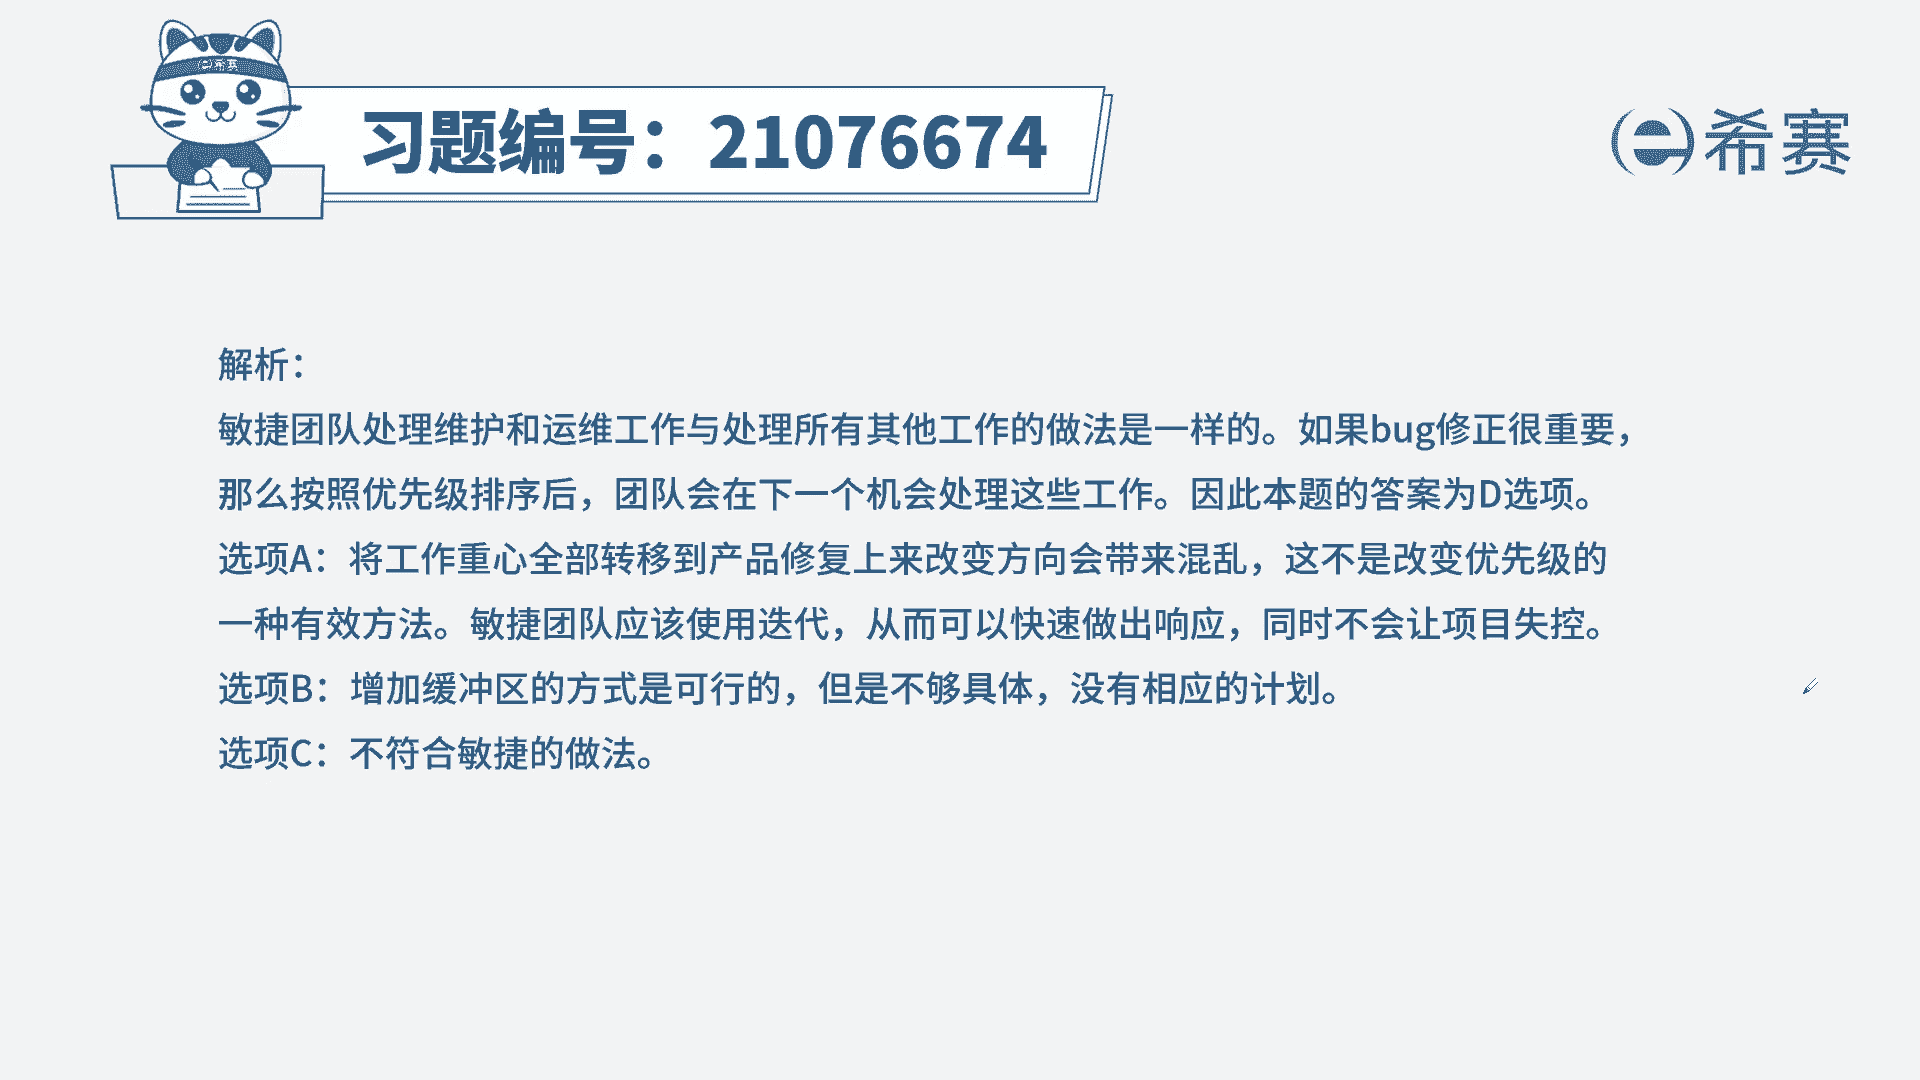 e希赛
习题编号：21076674
e希赛
解析：
敏捷团队处理维护和运维工作与处理所有其他工作的做法是一样的。如果bug修正很重要，
那么按照优先级排序后，团队会在下一个机会处理这些工作。因此本题的答案为D选项。
选项A：将工作重心全部转移到产品修复上来改变方向会带来混乱，这不是改变优先级的
一种有效方法。敏捷团队应该使用迭代，从而可以快速做出响应，同时不会让项目失控。
选项B：增加缓冲区的方式是可行的，但是不够具体，没有相应的计划。
选项C：不符合敏捷的做法。